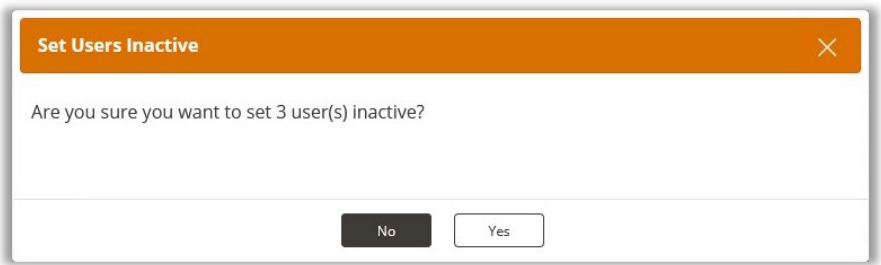 Set Users Inactive
Are you sure you want to set 3 user(s) inactive?
No
Yes